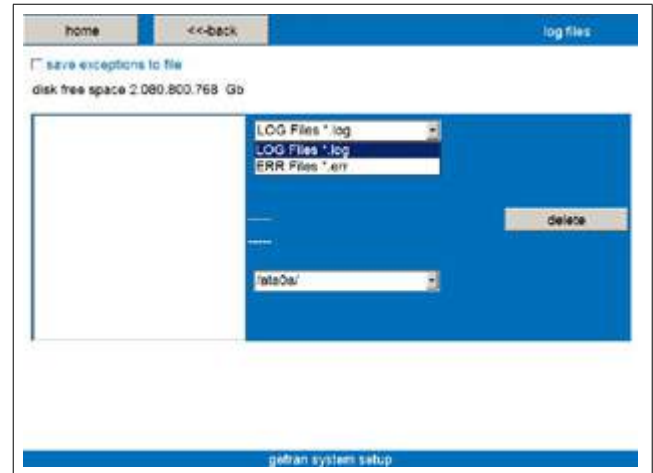 home <<-back log files
save exceptions to file
disk free space 2.080.800.768 Gb
LOG Files *.log
LOG Files *.log
ERR Files *.err
-----
delete
-----
/ata0a/
gefran system setup